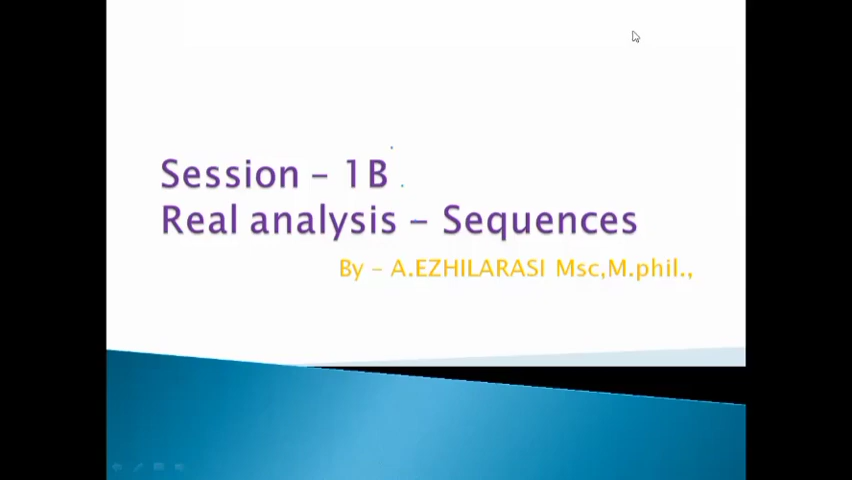 Session – 1B
Real analysis – Sequences
By – A.EZHILARASI Msc,M.phil.,